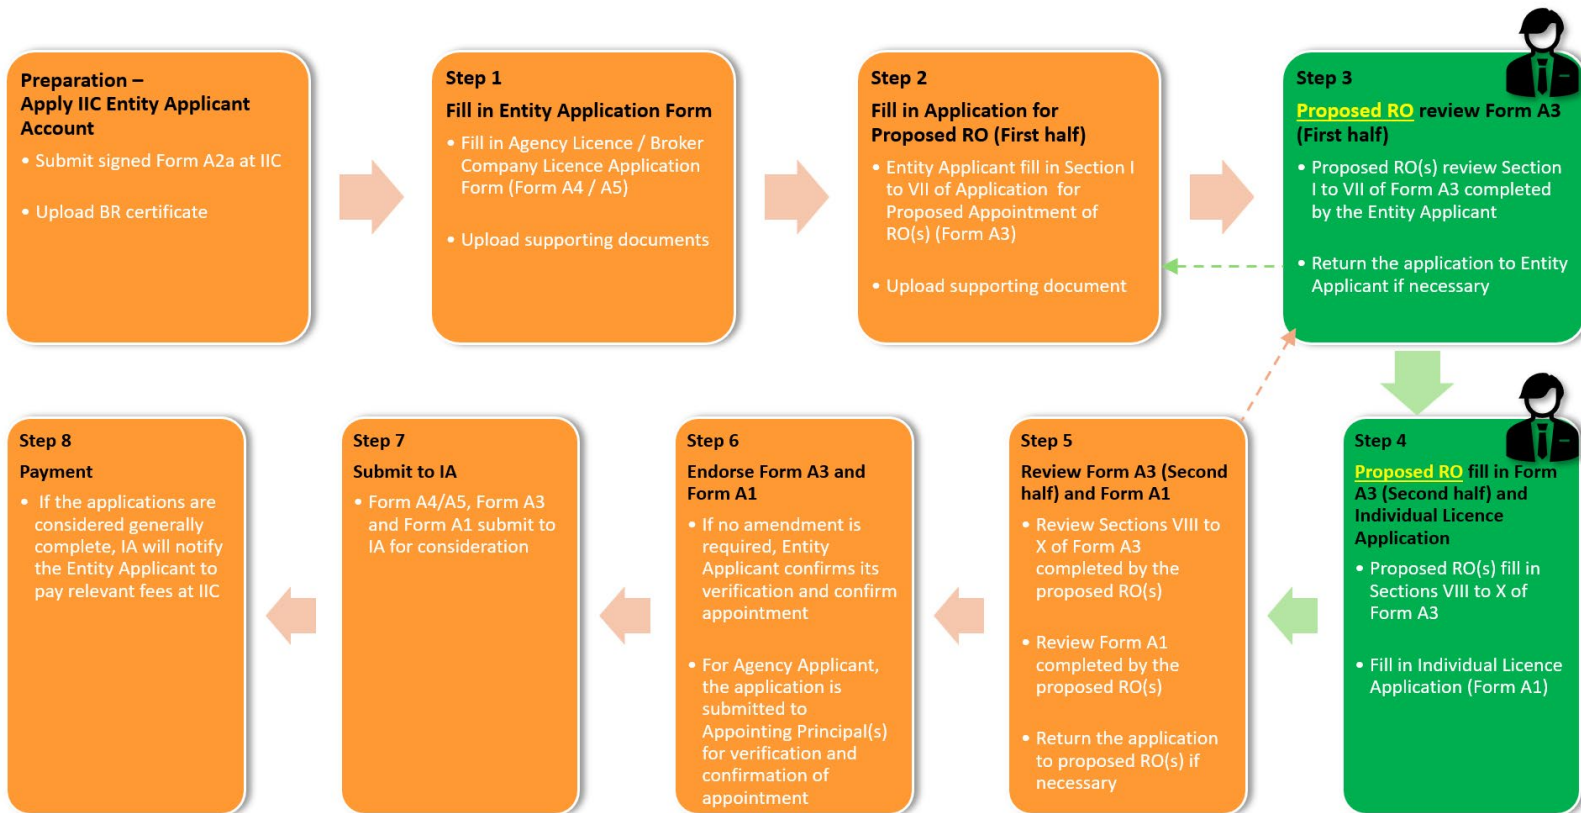 Preparation –
Apply IIC Entity Applicant
Account
• Submit signed Form A2a at IIC
• Upload BR certificate
Step 1
Fill in Entity Application Form
• Fill in Agency Licence / Broker
Company Licence Application
Form (Form A4 / A5)
• Upload supporting documents
Step 2
Fill in Application for
Proposed RO (First half)
• Entity Applicant fill in Section I
to VII of Application for
Proposed Appointment of
RO(s) (Form A3)
• Upload supporting document
Step 3
Proposed RO review Form A3
(First half)
• Proposed RO(s) review Section
I to VII of Form A3 completed
by the Entity Applicant
• Return the application to Entity
Applicant if necessary
Step 4
Proposed RO fill in Form
A3 (Second half) and
Individual Licence
Application
• Proposed RO(s) fill in
Sections VIII to X of
Form A3
• Fill in Individual Licence
Application (Form A1)
Step 5
Review Form A3 (Second
half) and Form A1
• Review Sections VIII to
X of Form A3
completed by the
proposed RO(s)
• Review Form A1
completed by the
proposed RO(s)
• Return the application
to proposed RO(s) if
necessary
Step 6
Endorse Form A3 and
Form A1
• If no amendment is
required, Entity
Applicant confirms its
verification and confirm
appointment
• For Agency Applicant,
the application is
submitted to
Appointing Principal(s)
for verification and
confirmation of
appointment
Step 7
Submit to IA
• Form A4/A5, Form A3
and Form A1 submit to
IA for consideration
Step 8
Payment
• If the applications are
considered generally
complete, IA will notify
the Entity Applicant to
pay relevant fees at IIC